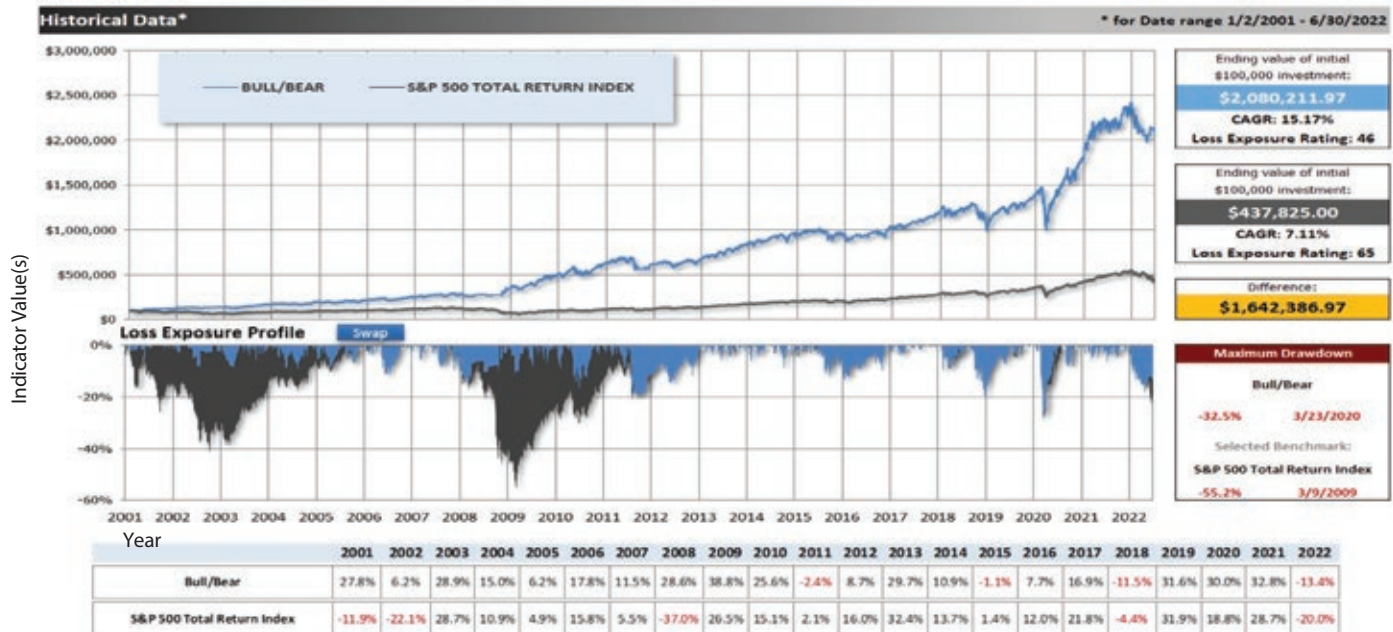 Historical Data* * for Date range 1/2/2001 - 6/30/2022
$3,000,000
$2,500,000
$2,000,000
$1,500,000
$1,000,000
$500,000
$0
BULL/BEAR S&P 500 TOTAL RETURN INDEX
Indicator Value(s)
Ending value of initial
$100,000 investment:
$2,080,211.97
CAGR: 15.17%
Loss Exposure Rating: 46
Ending value of initial
$100,000 investment:
$437,825.00
CAGR: 7.11%
Loss Exposure Rating: 65
Difference:
$1,642,386.97
Loss Exposure Profile Swap
0%
-20%
-40%
-60%
2001 2002 2003 2004 2005 2006 2007 2008 2009 2010 2011 2012 2013 2014 2015 2016 2017 2018 2019 2020 2021 2022
Year
Maximum Drawdown
Bull/Bear
-32.5% 3/23/2020
Selected Benchmark:
S&P 500 Total Return Index
-55.2% 3/9/2009
2001 2002 2003 2004 2005 2006 2007 2008 2009 2010 2011 2012 2013 2014 2015 2016 2017 2018 2019 2020 2021 2022
Bull/Bear 27.8% 6.2% 28.9% 15.0% 6.2% 17.8% 11.5% 28.6% 38.8% 25.6% -2.4% 8.7% 29.7% 10.9% -1.1% 7.7% 16.9% -11.5% 31.6% 30.0% 32.8% -13.4%
S&P 500 Total Return Index -11.9% -22.1% 28.7% 10.9% 4.9% 15.8% 5.5% -37.0% 26.5% 15.1% 2.1% 16.0% 32.4% 13.7% 1.4% 12.0% 21.8% -4.4% 31.9% 18.8% 28.7% -20.0%